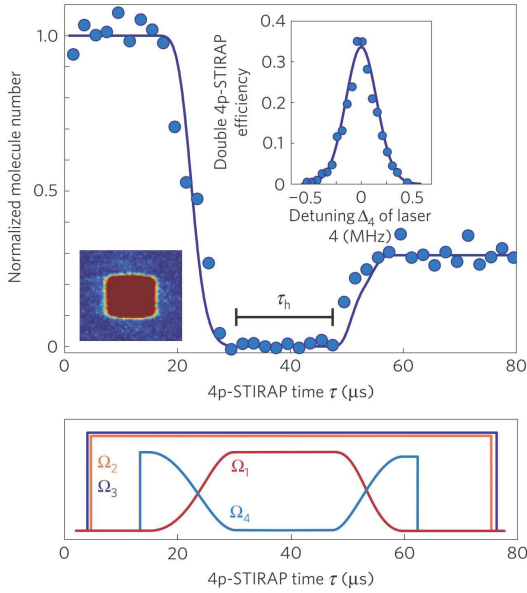 1.0
0.5
0
Normalized molecule number
0
20
40
60
80
4p-STIRAP time τ (μs)
τh
0.4
0.3
0.2
0.1
0
Double 4p-STIRAP
efficiency
−0.5
0
0.5
Detuning Δ4 of laser
4 (MHz)
Ω2
Ω3
Ω1
Ω4
0
20
40
60
80
4p-STIRAP time τ (μs)